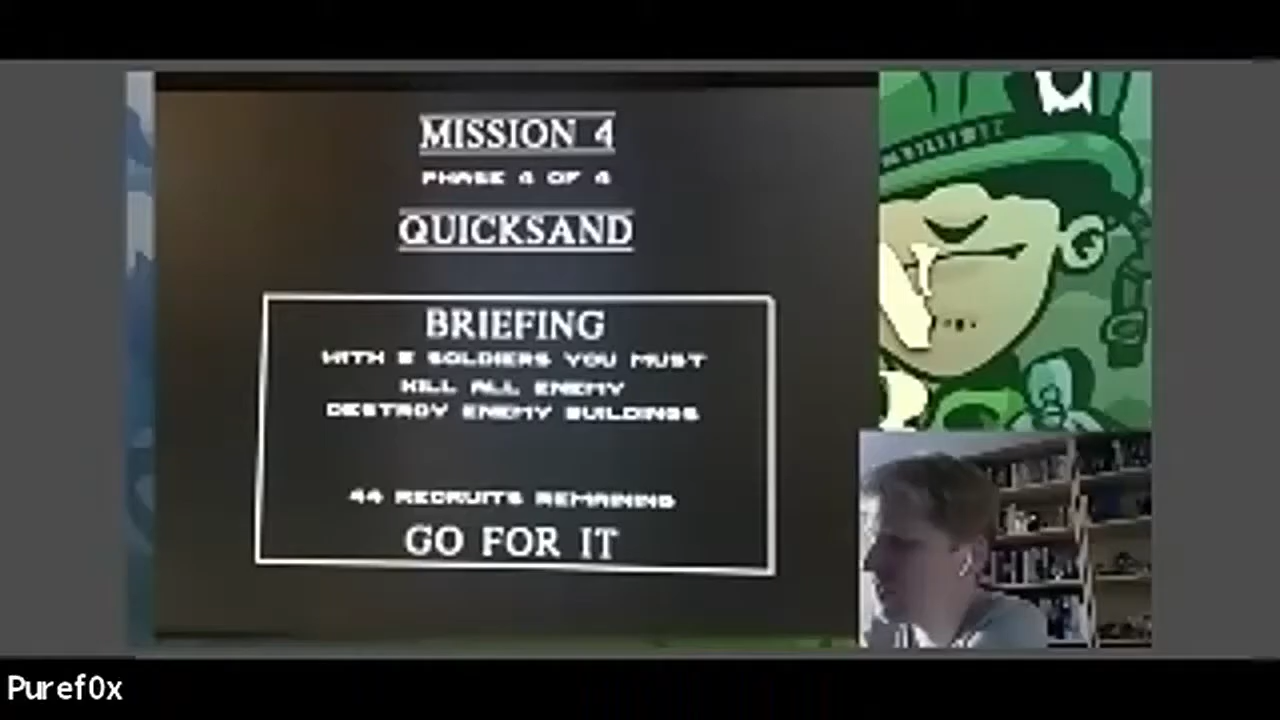 MISSION 4
PHASE 4 OF 4
QUICKSAND
BRIEFING
WITH 2 SOLDIERS YOU MUST
KILL ALL ENEMY
DESTROY ENEMY BUILDINGS
44 RECRUITS REMAINING
GO FOR IT
Puref0x